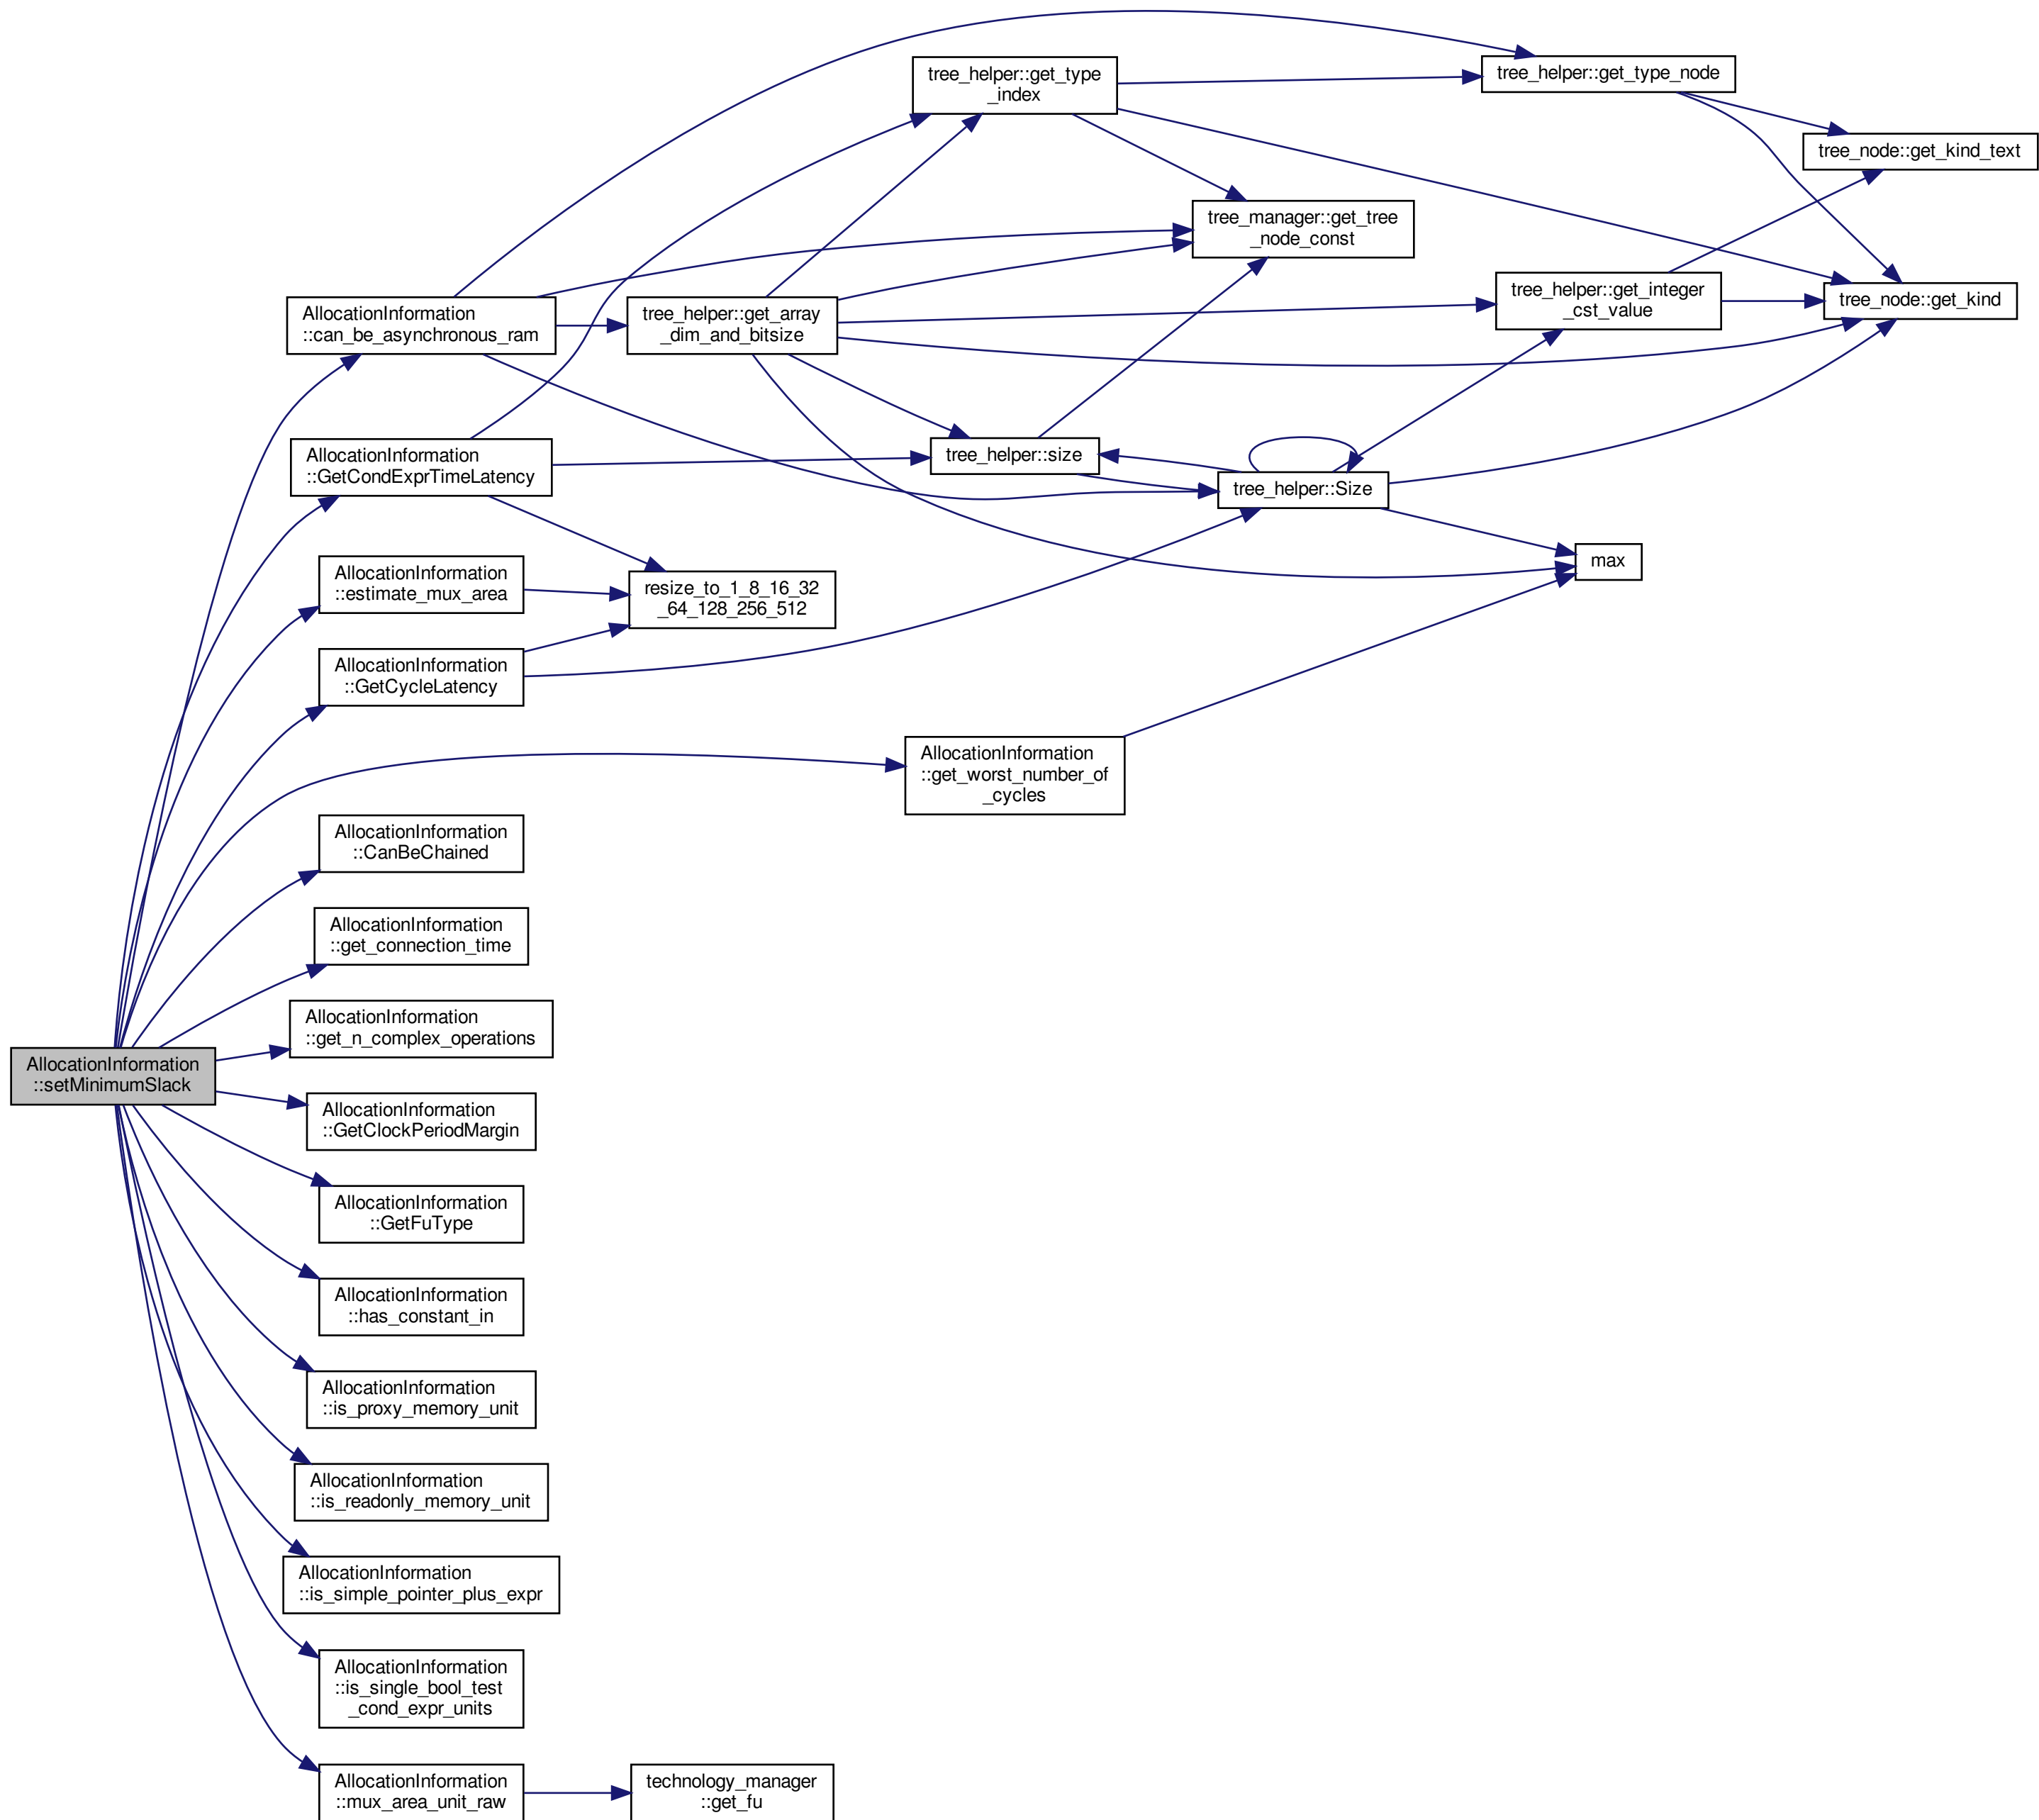 tree_helper::get_type
_index
tree_helper::get_type_node
tree_node::get_kind_text
tree_manager::get_tree
_node_const
tree_helper::get_integer
_cst_value
tree_node::get_kind
AllocationInformation
::can_be_asynchronous_ram
tree_helper::get_array
_dim_and_bitsize
AllocationInformation
::GetCondExprTimeLatency
tree_helper::size
tree_helper::Size
max
AllocationInformation
::estimate_mux_area
resize_to_1_8_16_32
_64_128_256_512
AllocationInformation
::GetCycleLatency
AllocationInformation
::get_worst_number_of
_cycles
AllocationInformation
::CanBeChained
AllocationInformation
::get_connection_time
AllocationInformation
::get_n_complex_operations
AllocationInformation
::setMinimumSlack
AllocationInformation
::GetClockPeriodMargin
AllocationInformation
::GetFuType
AllocationInformation
::has_constant_in
AllocationInformation
::is_proxy_memory_unit
AllocationInformation
::is_readonly_memory_unit
AllocationInformation
::is_simple_pointer_plus_expr
AllocationInformation
::is_single_bool_test
_cond_expr_units
AllocationInformation
::mux_area_unit_raw
technology_manager
::get_fu